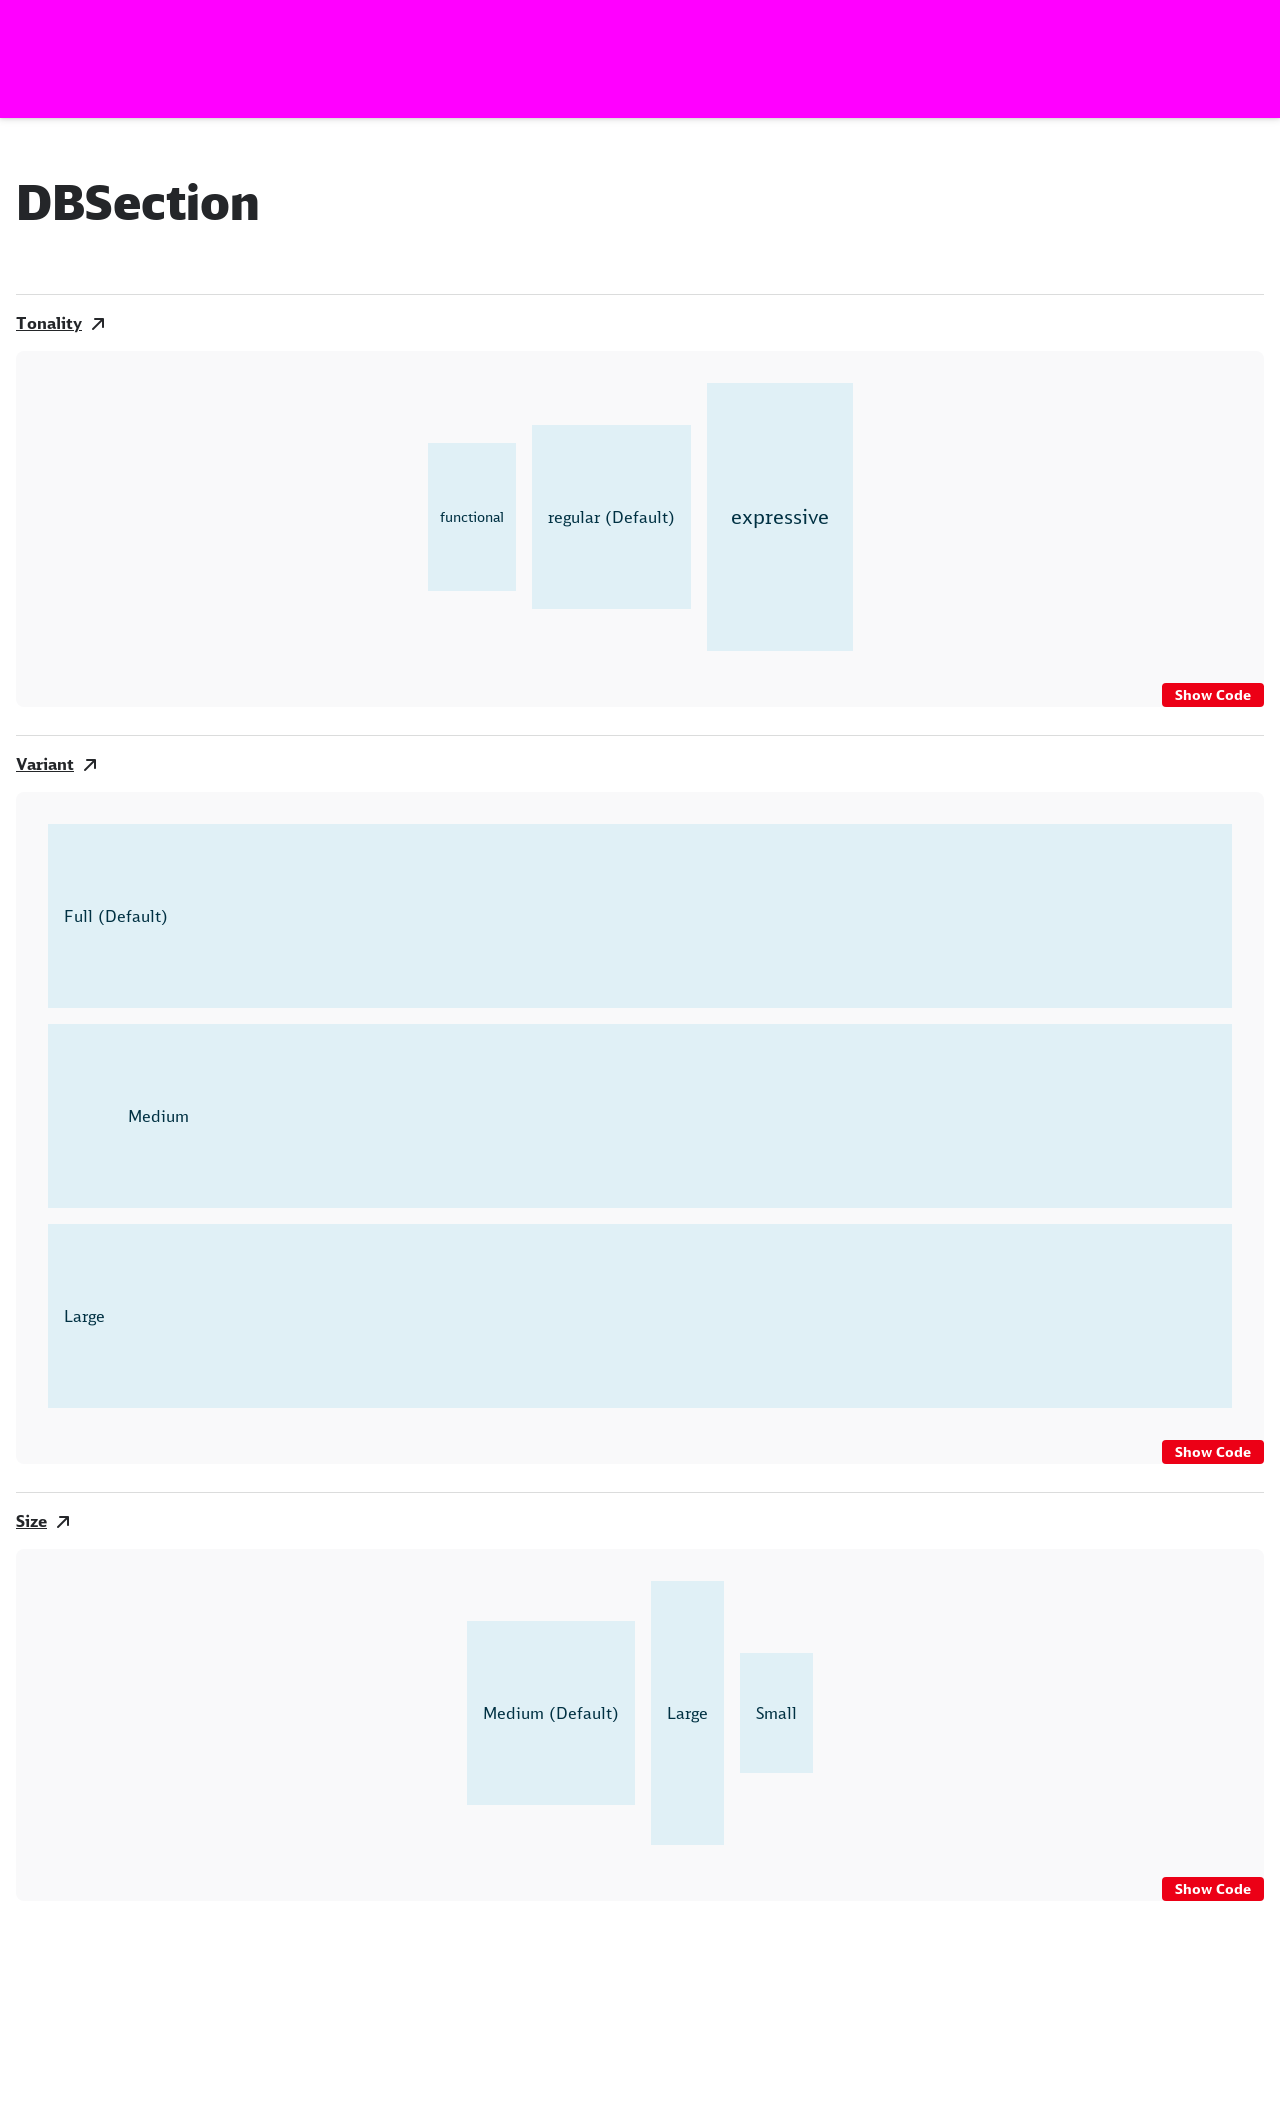 DBSection
Tonality
functional
regular (Default)
expressive
Show Code
Variant
Full (Default)
Medium
Large
Show Code
Size
Medium (Default)
Large
Small
Show Code